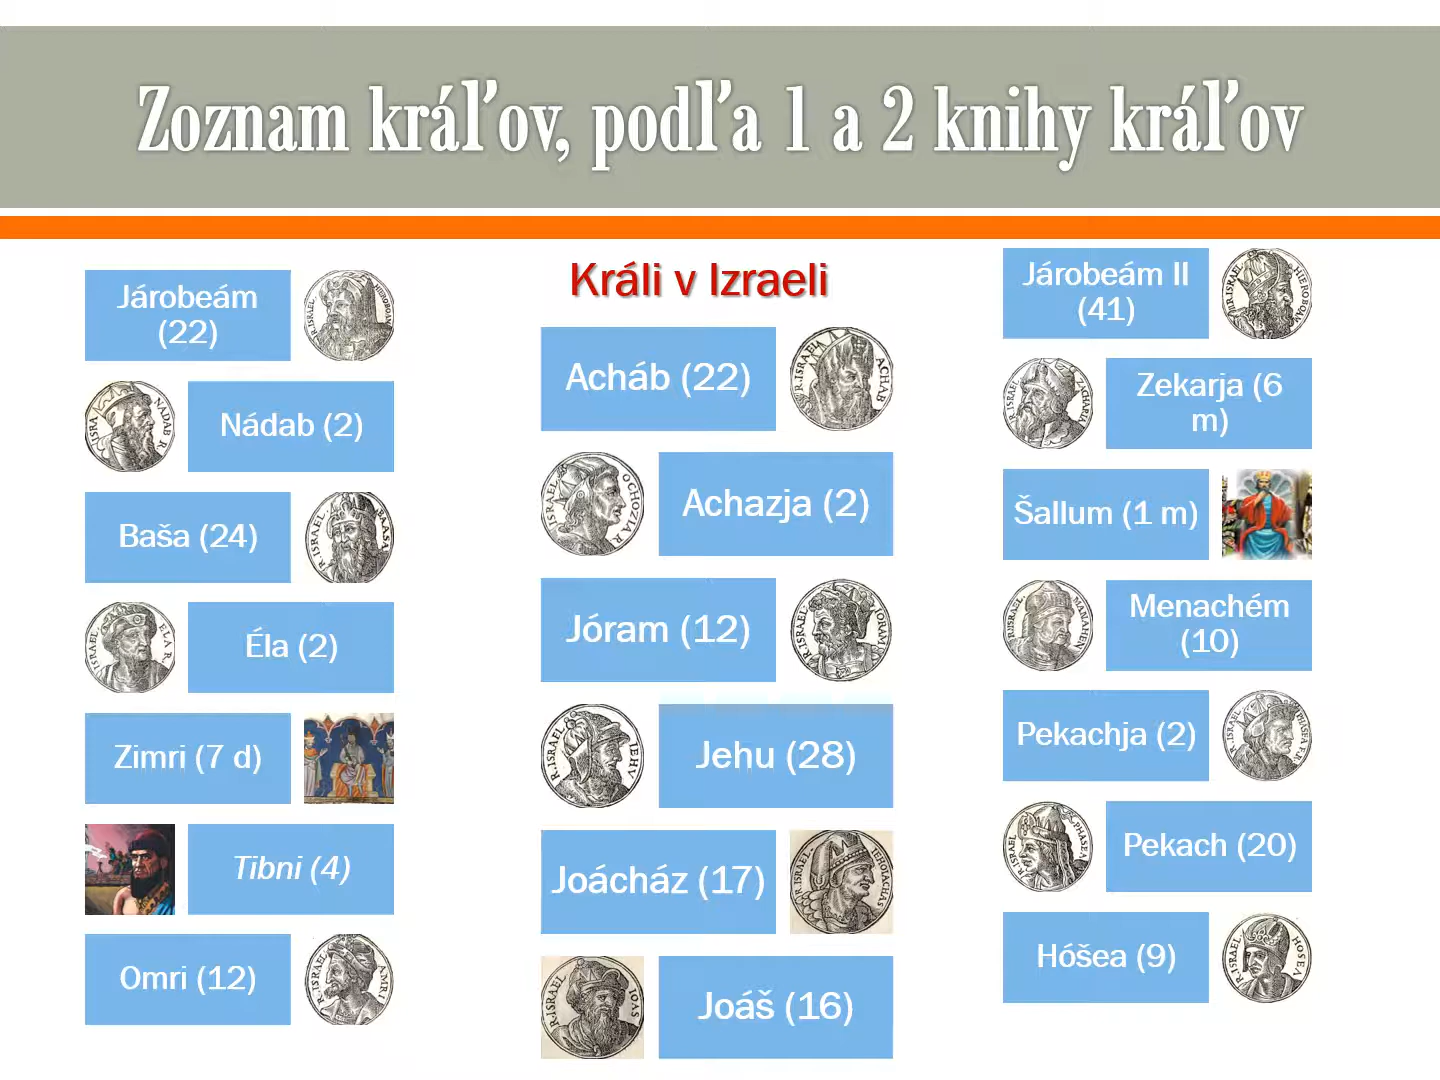 Zoznam kráľov, podľa 1 a 2 knihy kráľov
Járobeám
(22)
Nádab (2)
Baša (24)
Éla (2)
Zimri (7 d)
Tibni (4)
Omri (12)
Králi v Izraeli
Acháb (22)
Achazja (2)
Jóram (12)
Jehu (28)
Joácház (17)
Joáš (16)
Járobeám II
(41)
Zekarja (6
m)
Šallum (1 m)
Menachém
(10)
Pekachja (2)
Pekach (20)
Hóšea (9)